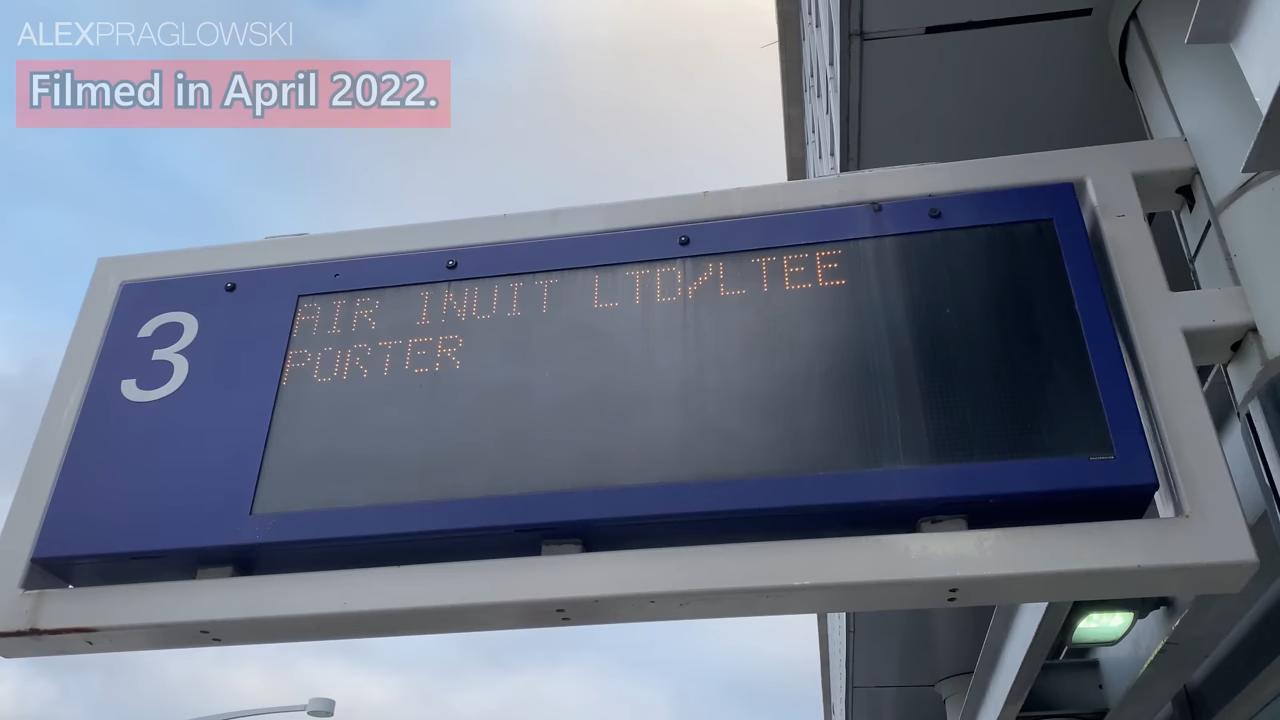 ALEXPRAGLOWSKI
Filmed in April 2022.
3
AIR INUIT LTD/LTEE
PORTER